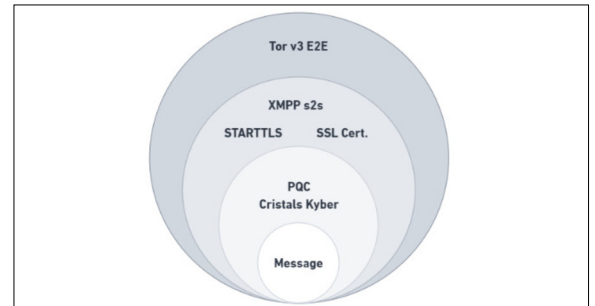 Tor v3 E2E
XMPP s2s
STARTTLS SSL Cert.
PQC
Cristals Kyber
Message